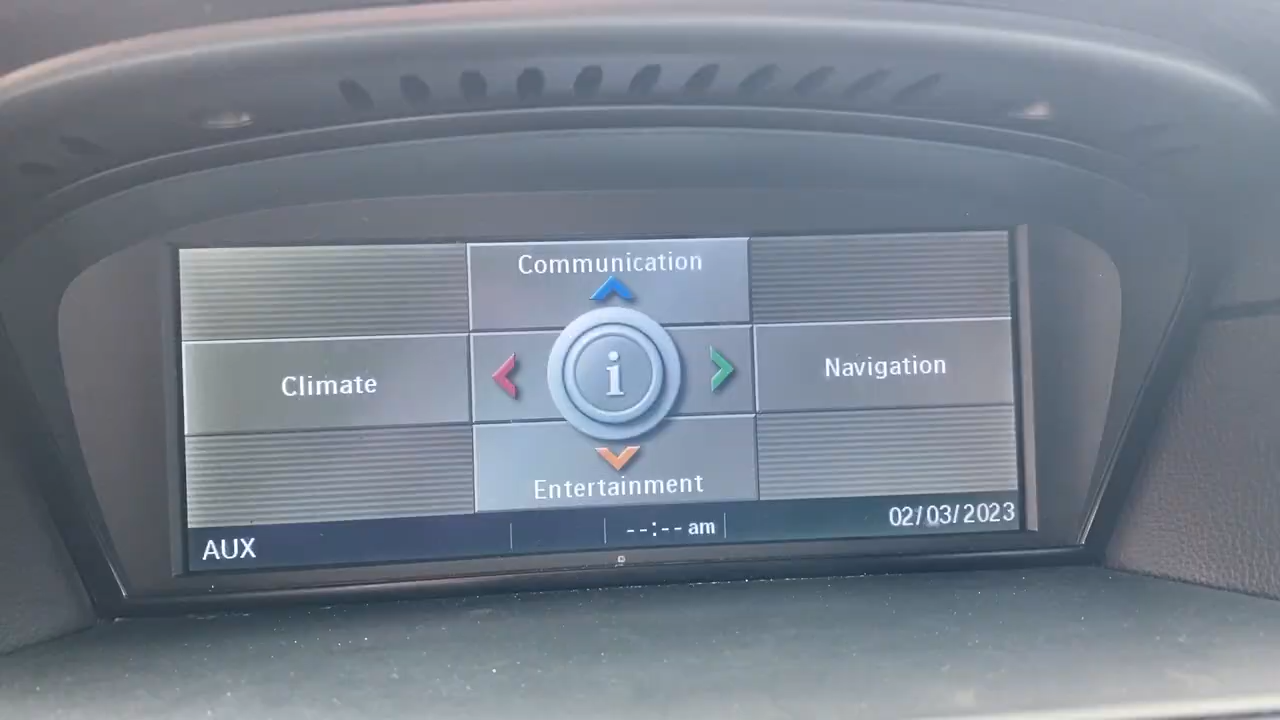 Communication
Climate
i
Navigation
Entertainment
AUX
--:-- am
02/03/2023